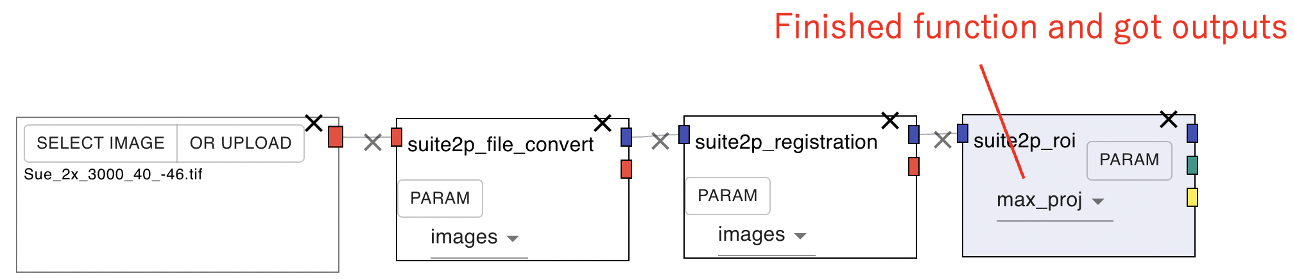 Finished function and got outputs
SELECT IMAGE OR UPLOAD
Sue_2x_3000_40_-46.tif
suite2p_file_convert
PARAM
images
suite2p_registration
PARAM
images
suite2p_roi
PARAM
max_proj